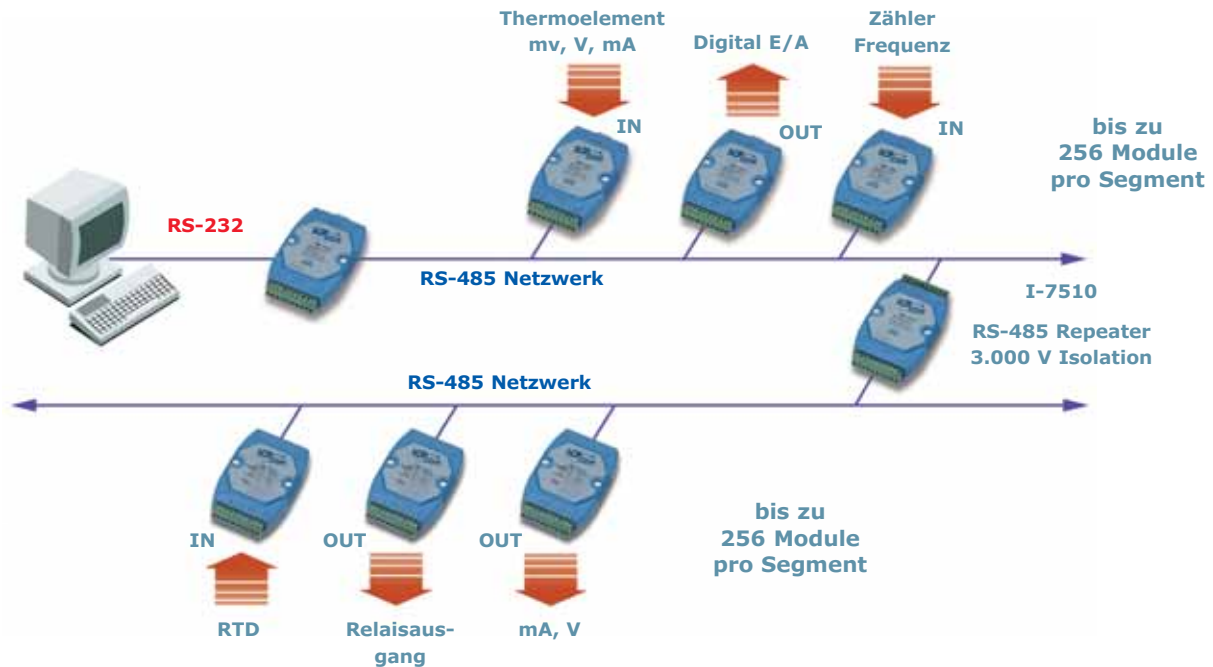 Thermoelement
mv, V, mA
Digital E/A
Zähler
Frequenz
IN
OUT
IN
bis zu
256 Module
pro Segment
RS-232
RS-485 Netzwerk
I-7510
RS-485 Repeater
3.000 V Isolation
RS-485 Netzwerk
IN
OUT
OUT
bis zu
256 Module
pro Segment
RTD
Relaisaus-
gang
mA, V